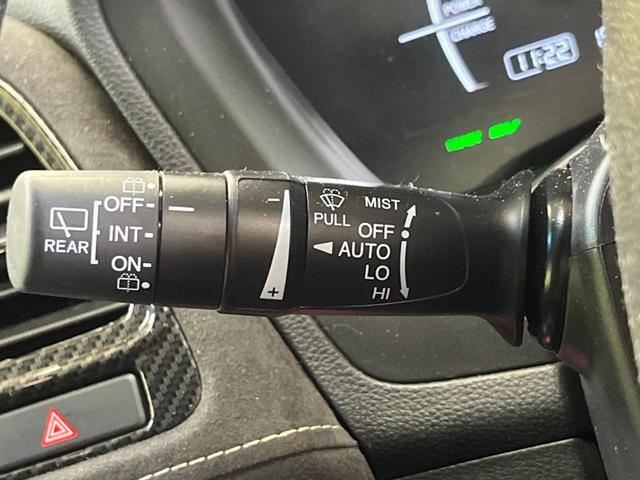 POWER
CHARGE
11:22
OFF
INT
ON
REAR
−
+
PULL
MIST
OFF
AUTO
LO
HI